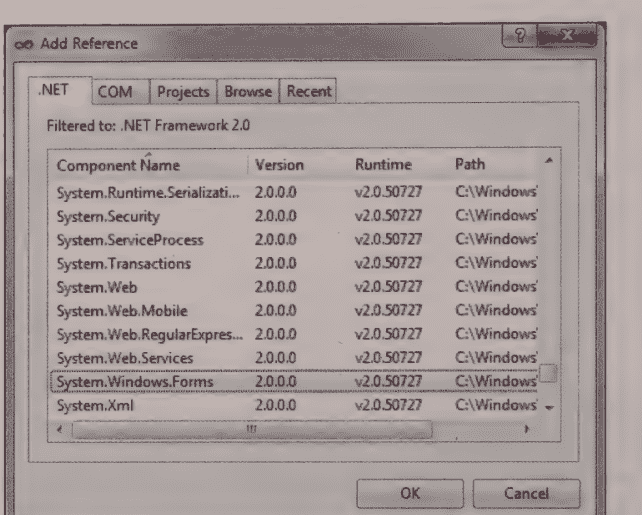 Add Reference
.NET COM Projects Browse Recent
Filtered to: .NET Framework 2.0
Component Name Version Runtime Path
System.Runtime.Serializati... 2.0.0.0 v2.0.50727 C:\Windows\
System.Security 2.0.0.0 v2.0.50727 C:\Windows\
System.ServiceProcess 2.0.0.0 v2.0.50727 C:\Windows\
System.Transactions 2.0.0.0 v2.0.50727 C:\Windows\
System.Web 2.0.0.0 v2.0.50727 C:\Windows\
System.Web.Mobile 2.0.0.0 v2.0.50727 C:\Windows\
System.Web.RegularExpres... 2.0.0.0 v2.0.50727 C:\Windows\
System.Web.Services 2.0.0.0 v2.0.50727 C:\Windows\
System.Windows.Forms 2.0.0.0 v2.0.50727 C:\Windows\
System.Xml 2.0.0.0 v2.0.50727 C:\Windows\
OK Cancel